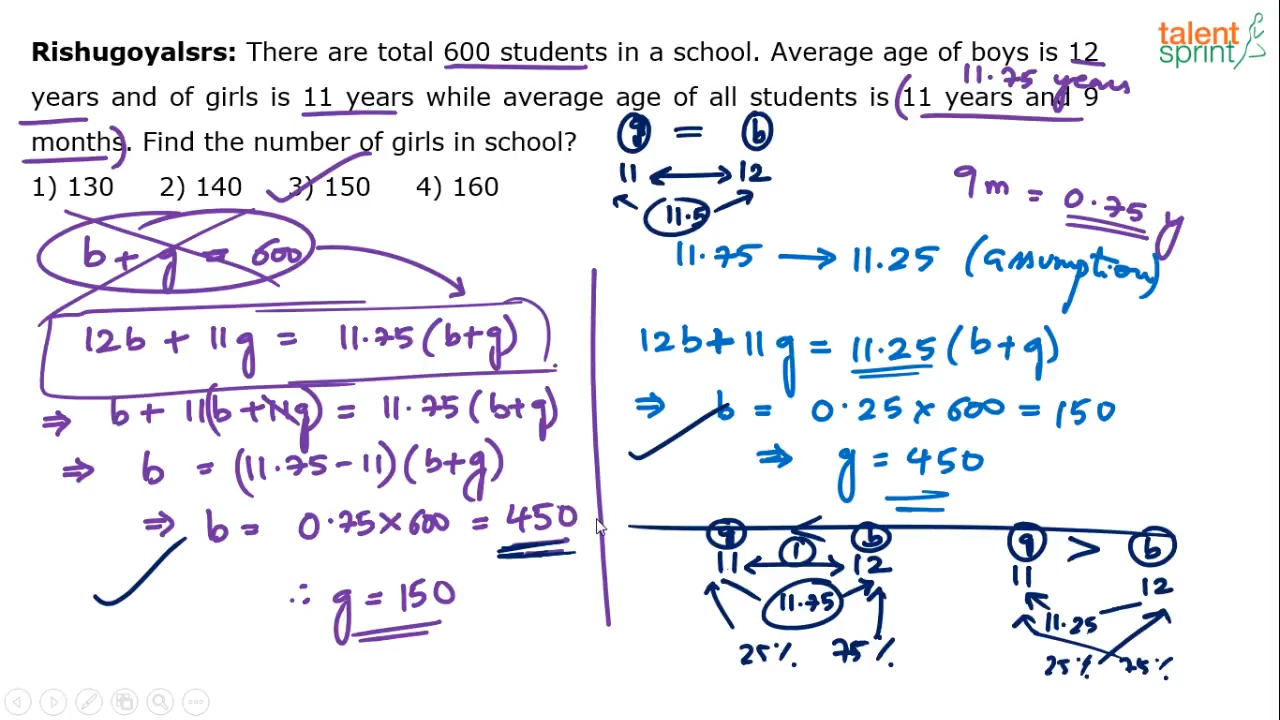 talent
sprint
Rishugoyalsrs: There are total 600 students in a school. Average age of boys is 12
11.75 years
years and of girls is 11 years while average age of all students is (11 years and 9
months). Find the number of girls in school?
1) 130 2) 140 3) 150 4) 160
g = b
11 12
11.5
9m = 0.75 y
b + g = 600
11.75 → 11.25 (assumption)
12b + 11g = 11.75 (b+g)
⇒ b + 11(b + 11g) = 11.75 (b+g)
⇒ b = (11.75 - 11) (b+g)
⇒ b = 0.75 × 600 = 450
∴ g = 150
12b + 11g = 11.25 (b+g)
⇒ b = 0.25 × 600 = 150
⇒ g = 450
g < b
1
11 12
11.75
25% 75%
g > b
11 12
11.25
25% 75%